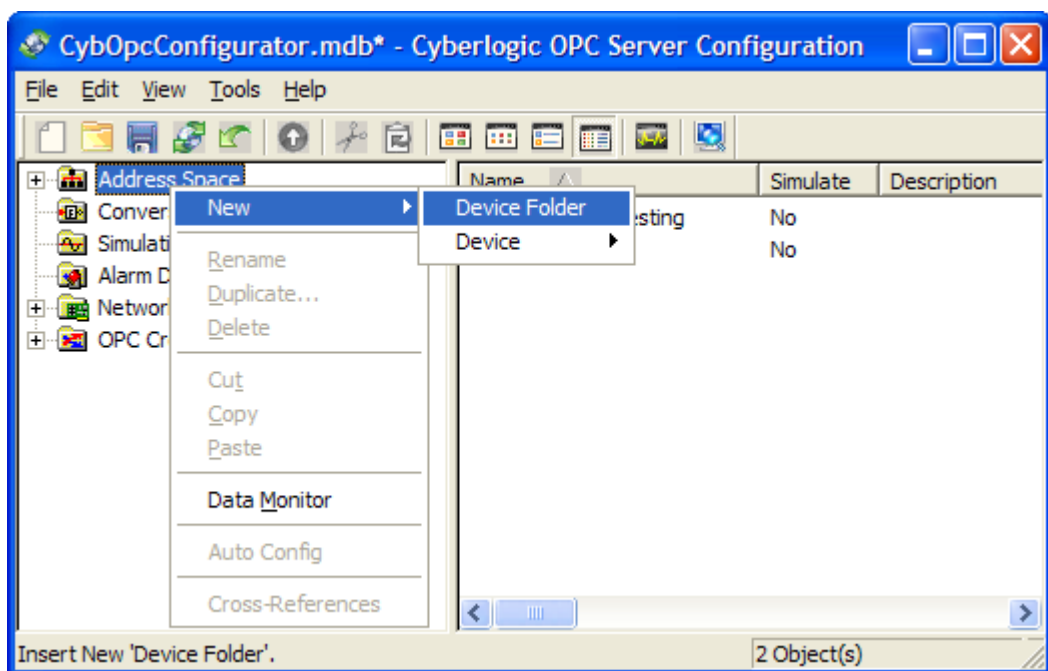 CybOpcConfigurator.mdb* - Cyberlogic OPC Server Configuration
File Edit View Tools Help
Address Space
Name Simulate Description
Conver
New Device Folder esting No
Simulati
Device No
Rename
Alarm D
Duplicate...
Networ
Delete
OPC Cr
Cut
Copy
Paste
Data Monitor
Auto Config
Cross-References
Insert New 'Device Folder'. 2 Object(s)